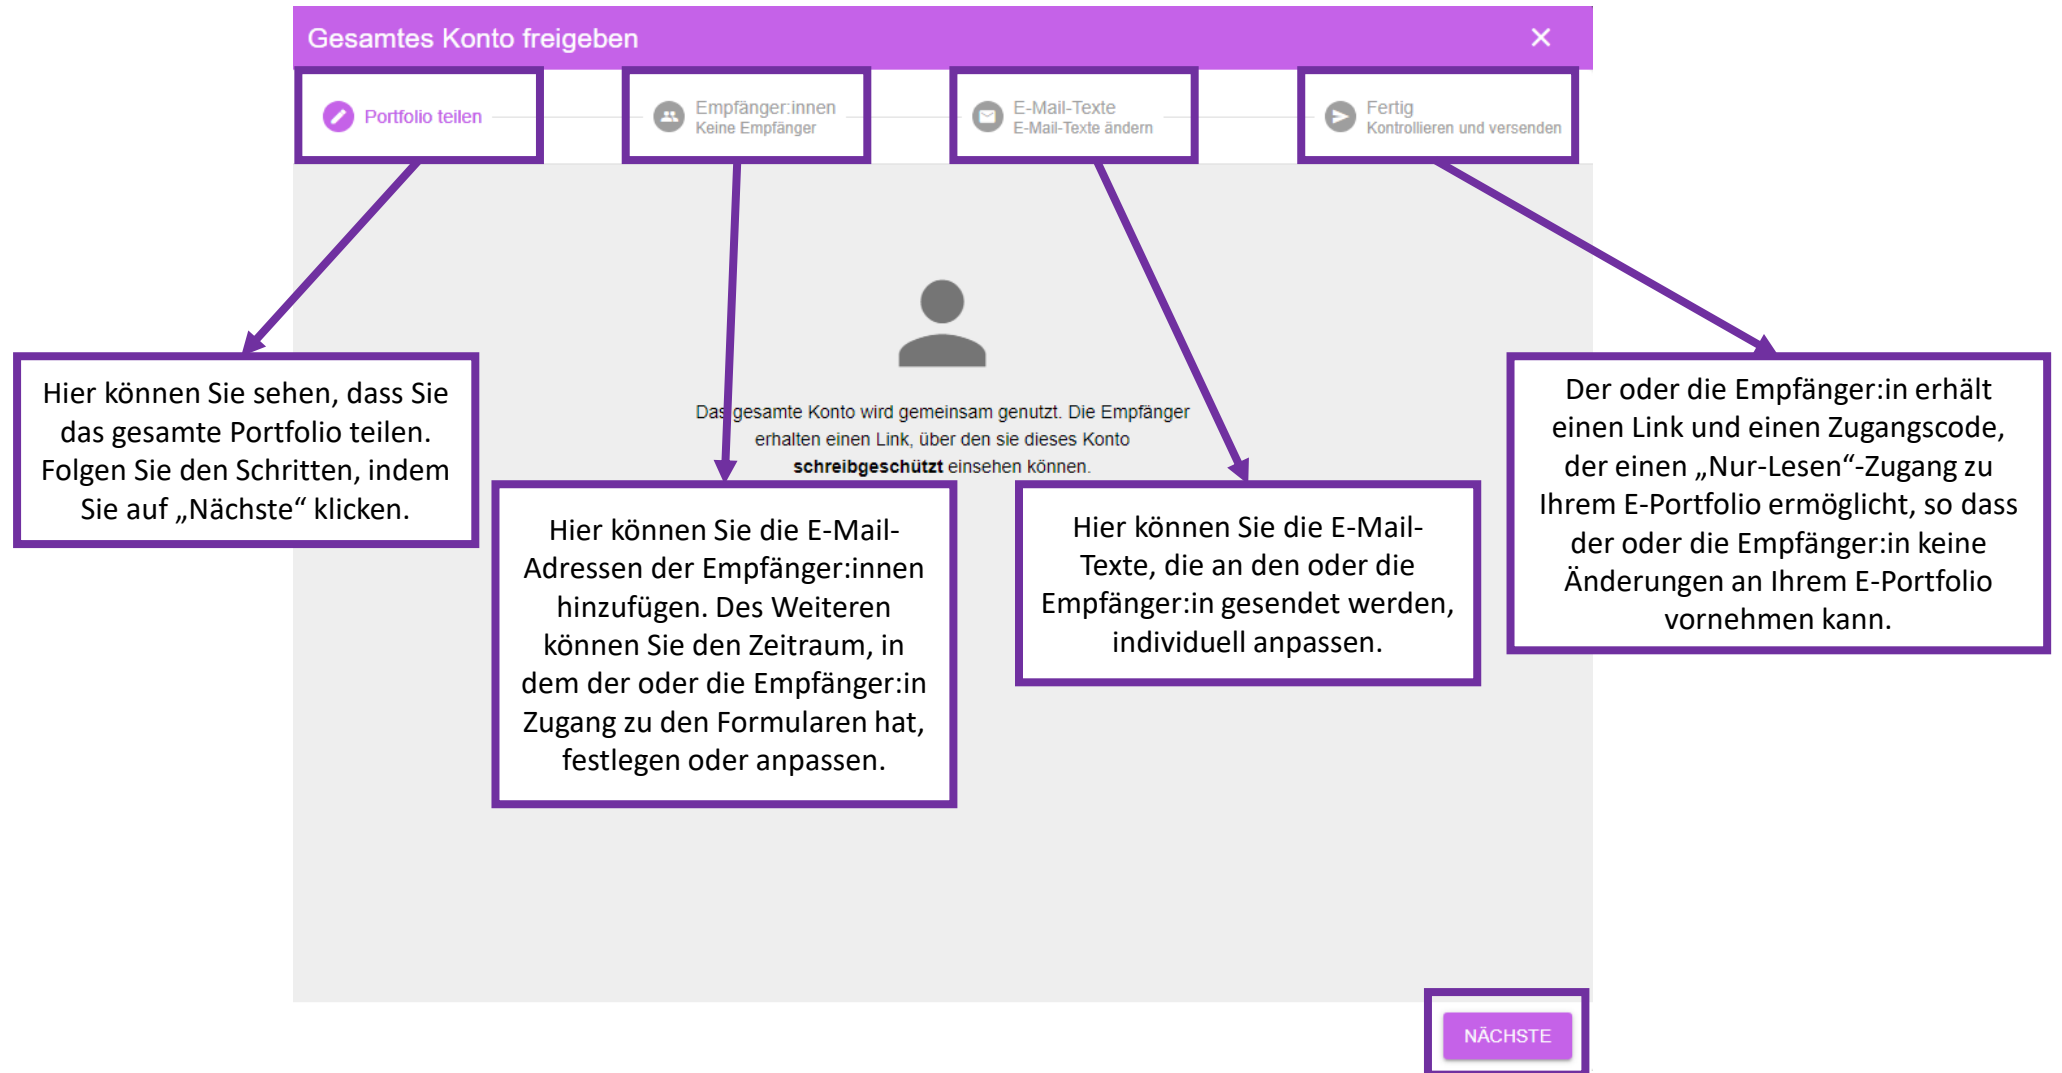 Gesamtes Konto freigeben
Portfolio teilen
Empfänger:innen
Keine Empfänger
E-Mail-Texte
E-Mail-Texte ändern
Fertig
Kontrollieren und versenden
Das gesamte Konto wird gemeinsam genutzt. Die Empfänger
erhalten einen Link, über den sie dieses Konto
schreibgeschützt einsehen können.
Hier können Sie sehen, dass Sie
das gesamte Portfolio teilen.
Folgen Sie den Schritten, indem
Sie auf „Nächste“ klicken.
Hier können Sie die E-Mail-
Adressen der Empfänger:innen
hinzufügen. Des Weiteren
können Sie den Zeitraum, in
dem der oder die Empfänger:in
Zugang zu den Formularen hat,
festlegen oder anpassen.
Hier können Sie die E-Mail-
Texte, die an den oder die
Empfänger:in gesendet werden,
individuell anpassen.
Der oder die Empfänger:in erhält
einen Link und einen Zugangscode,
der einen „Nur-Lesen“-Zugang zu
Ihrem E-Portfolio ermöglicht, so dass
der oder die Empfänger:in keine
Änderungen an Ihrem E-Portfolio
vornehmen kann.
NÄCHSTE